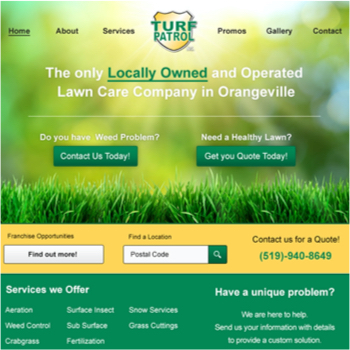 Home About Services TURF PATROL Promos Gallery Contact
The only Locally Owned and Operated
Lawn Care Company in Orangeville
Do you have Weed Problem? Need a Healthy Lawn?
Contact Us Today! Get you Quote Today!
Franchise Opportunities Find a Location Contact us for a Quote!
Find out more! Postal Code (519)-940-8649
Services we Offer
Aeration Surface Insect Snow Services
Weed Control Sub Surface Grass Cuttings
Crabgrass Fertilization
Have a unique problem?
We are here to help.
Send us your information with details
to provide a custom solution.